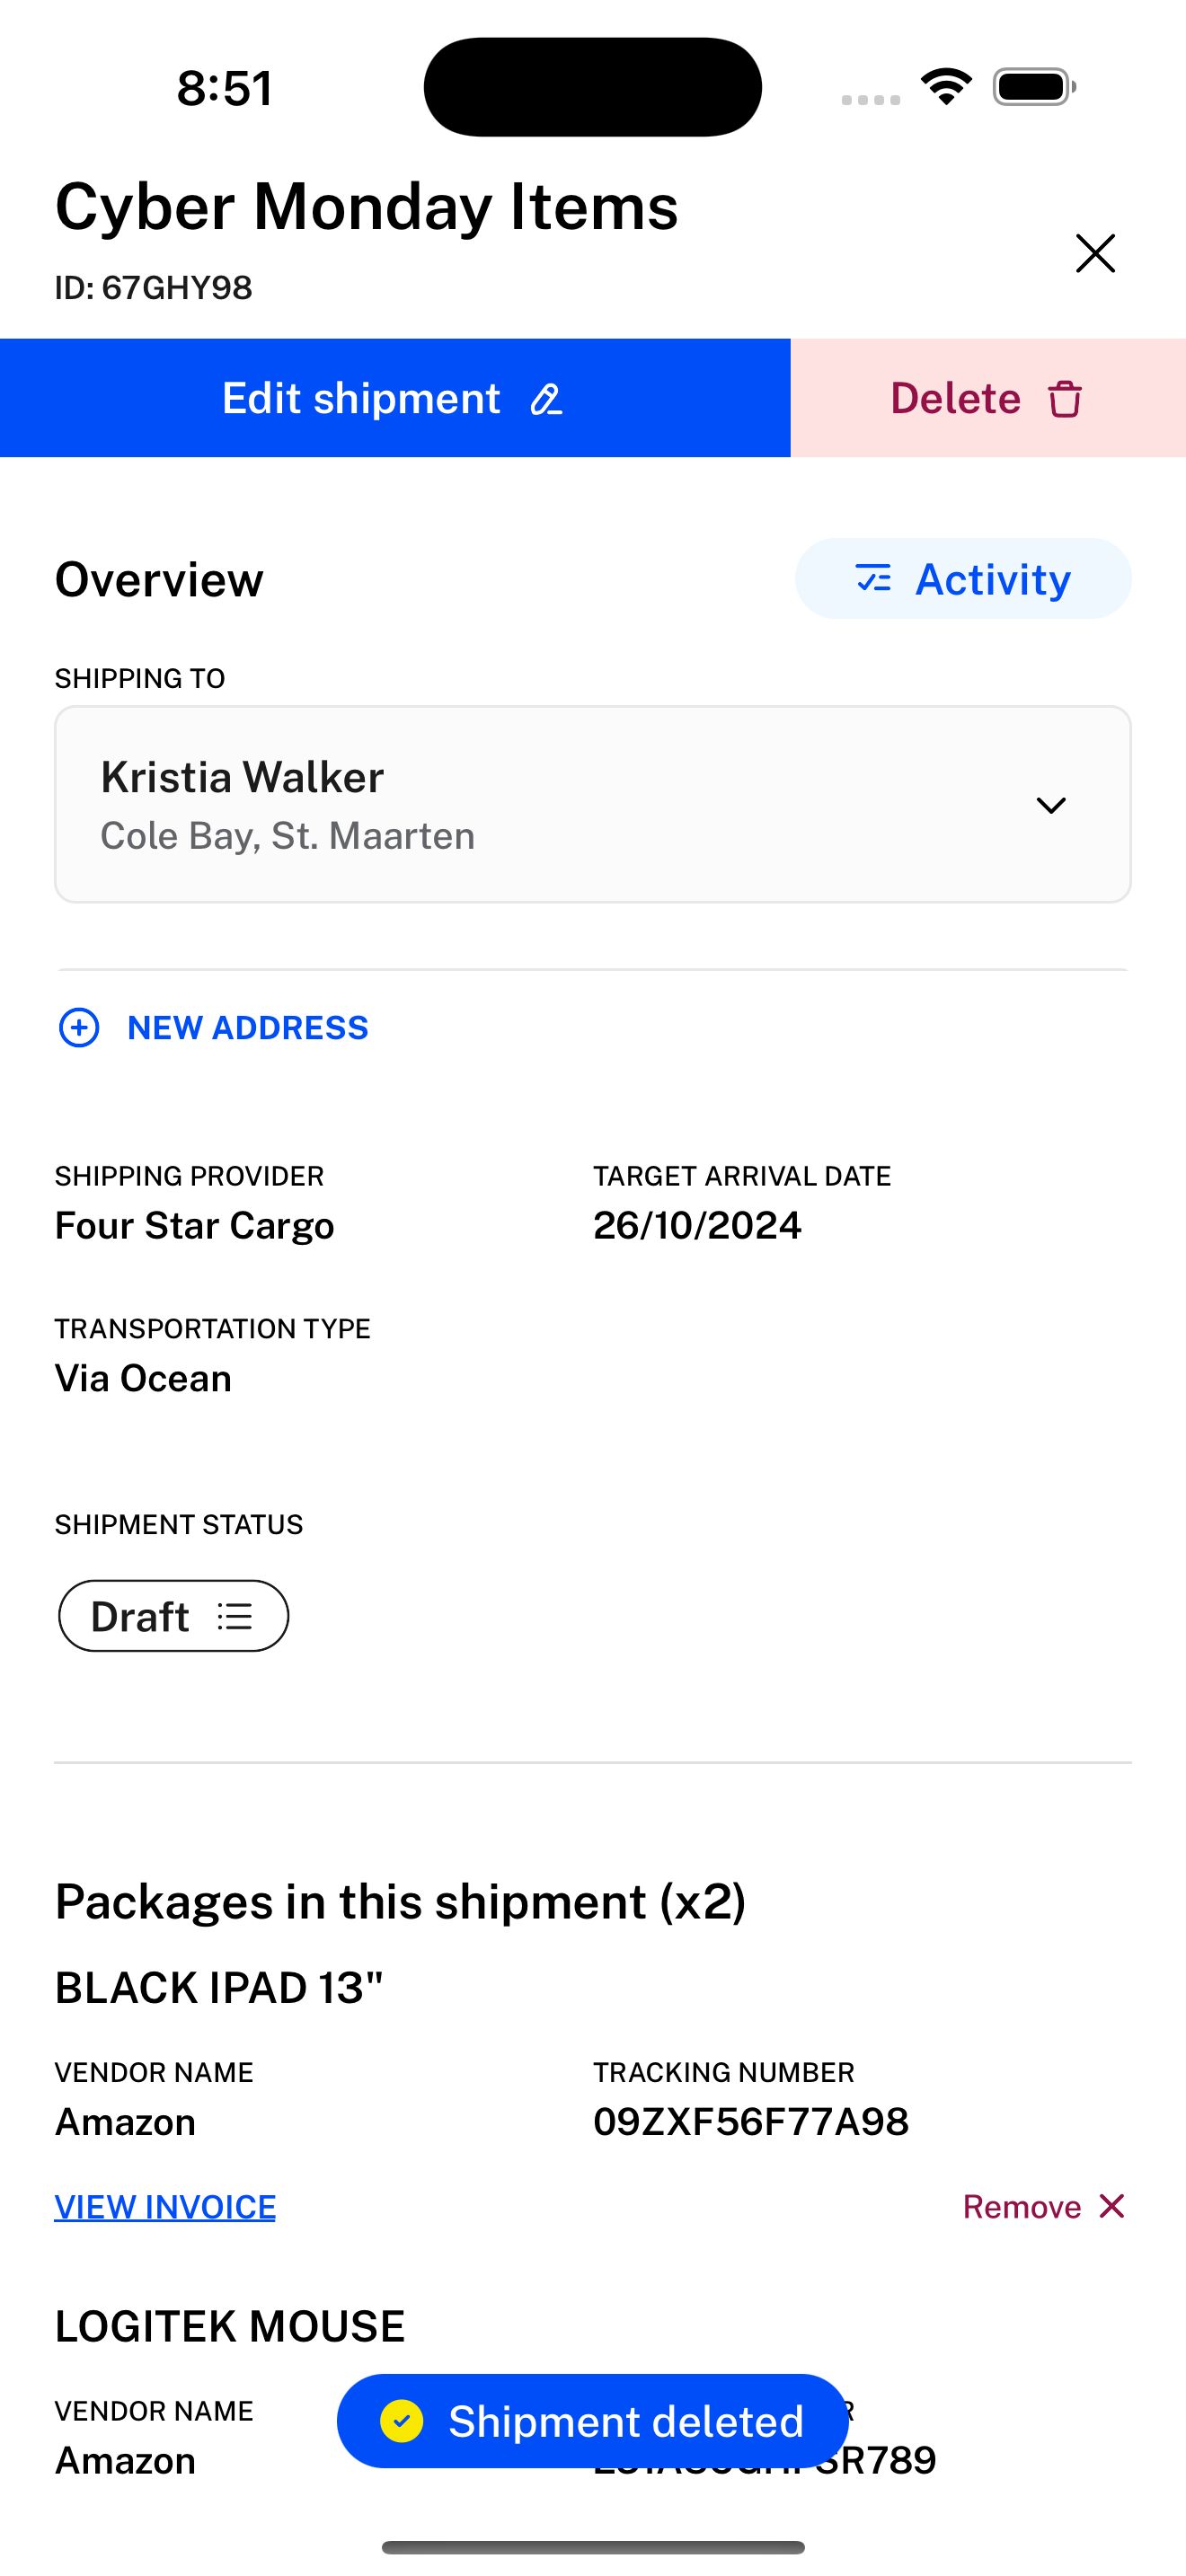 8:51
Cyber Monday Items
ID: 67GHY98
Edit shipment
Delete
Overview
Activity
SHIPPING TO
Kristia Walker
Cole Bay, St. Maarten
NEW ADDRESS
SHIPPING PROVIDER
TARGET ARRIVAL DATE
Four Star Cargo
26/10/2024
TRANSPORTATION TYPE
Via Ocean
SHIPMENT STATUS
Draft
Packages in this shipment (x2)
BLACK IPAD 13"
VENDOR NAME
TRACKING NUMBER
Amazon
09ZXF56F77A98
VIEW INVOICE
Remove
LOGITEK MOUSE
VENDOR NAME
Shipment deleted
Amazon